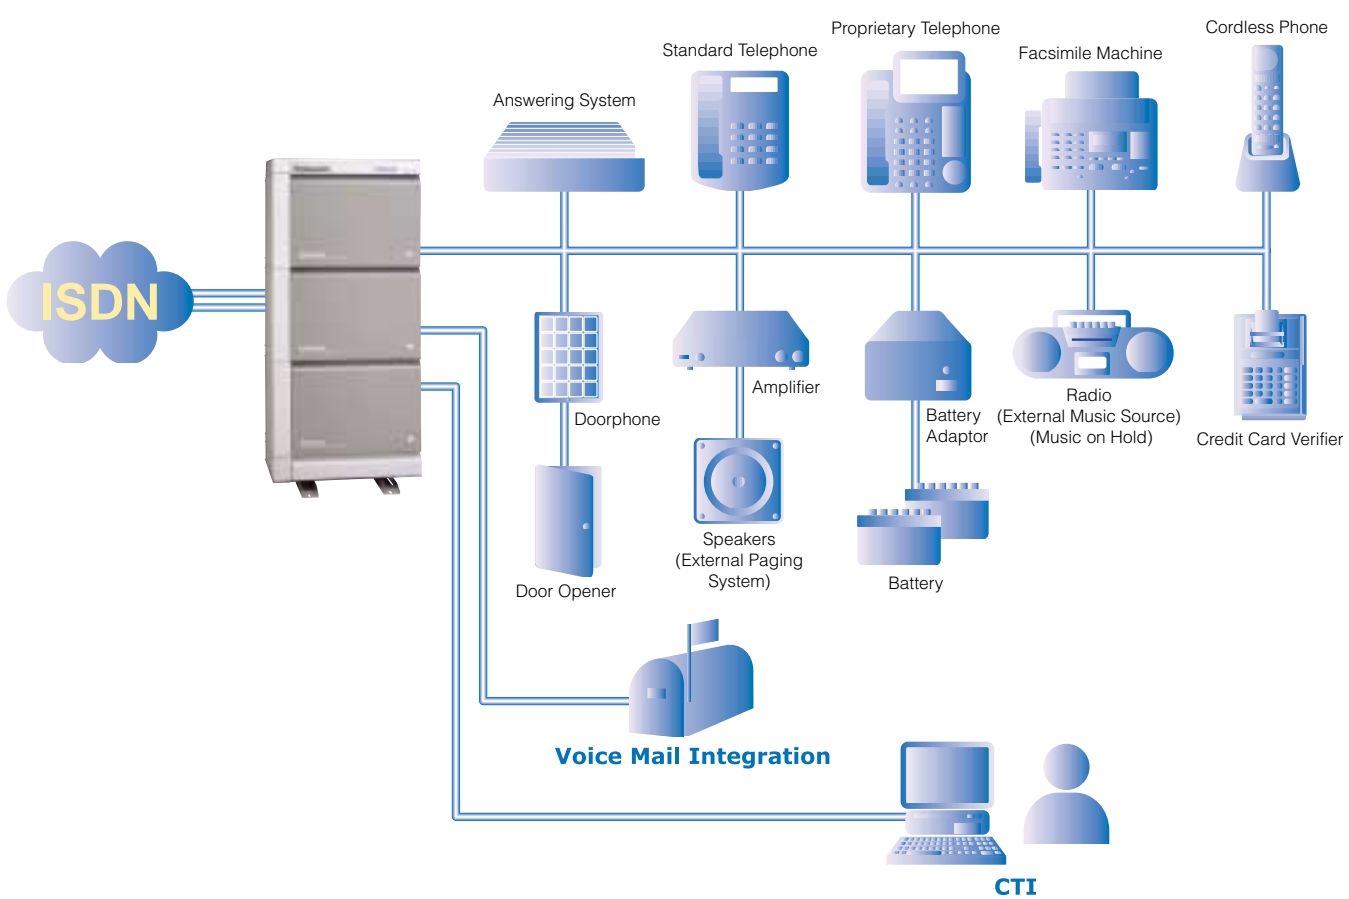 Proprietary Telephone
Cordless Phone
Standard Telephone
Facsimile Machine
Answering System
ISDN
Doorphone
Amplifier
Battery
Adaptor
Radio
(External Music Source)
(Music on Hold)
Credit Card Verifier
Speakers
(External Paging
System)
Door Opener
Battery
Voice Mail Integration
CTI